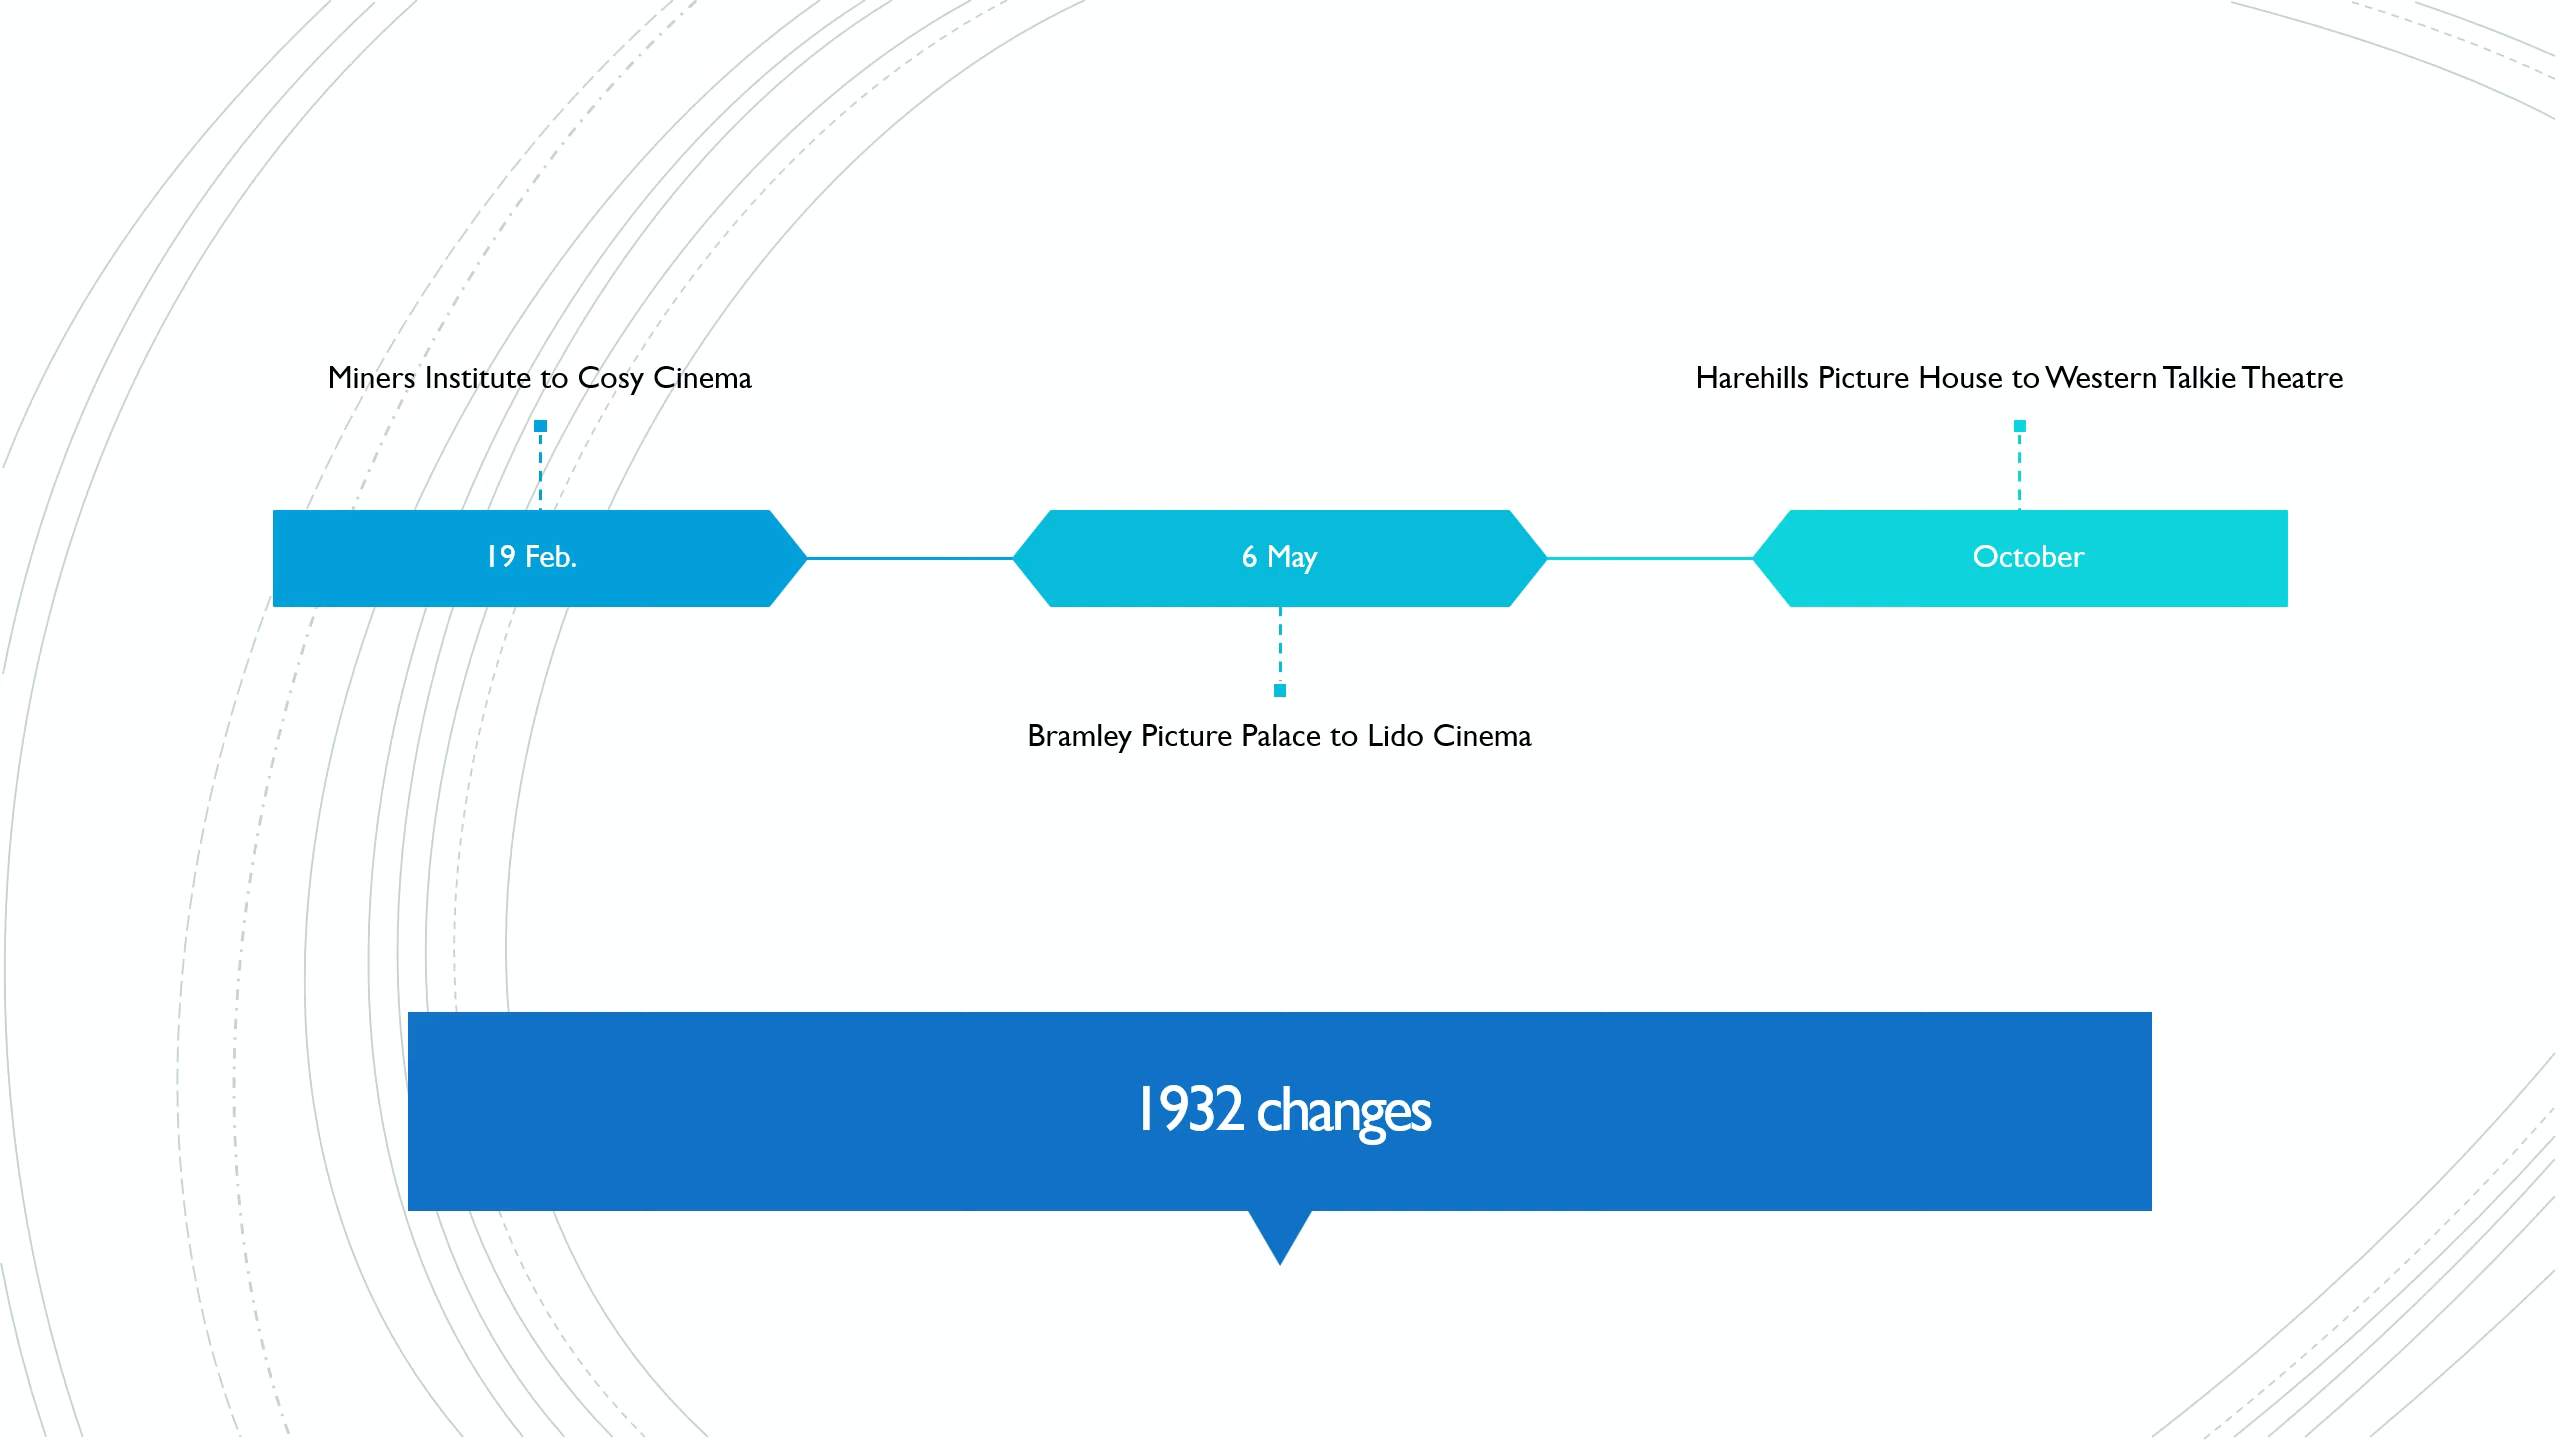 Miners Institute to Cosy Cinema
Harehills Picture House to Western Talkie Theatre
19 Feb.
6 May
October
Bramley Picture Palace to Lido Cinema
1932 changes